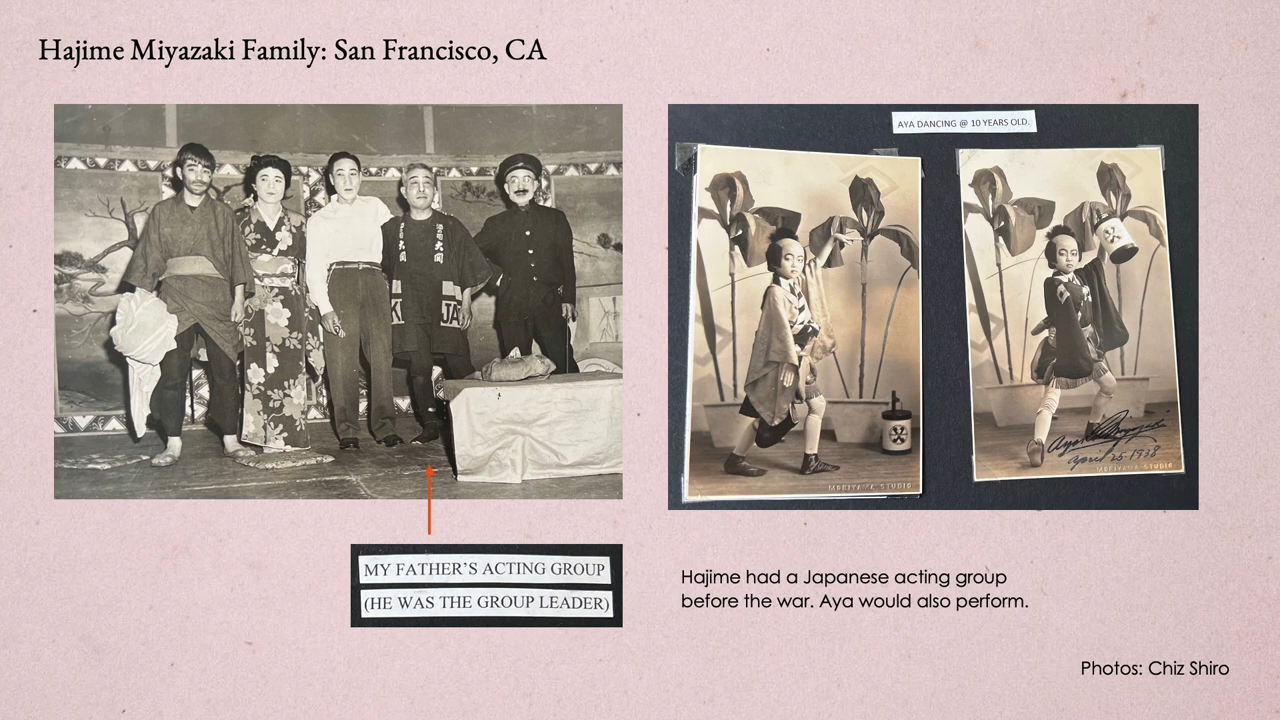 Hajime Miyazaki Family: San Francisco, CA
AYA DANCING @ 10 YEARS OLD.
K JA
MORIYAMA STUDIO
April 25-1938
MORIYAMA STUDIO
MY FATHER'S ACTING GROUP
(HE WAS THE GROUP LEADER)
Hajime had a Japanese acting group
before the war. Aya would also perform.
Photos: Chiz Shiro